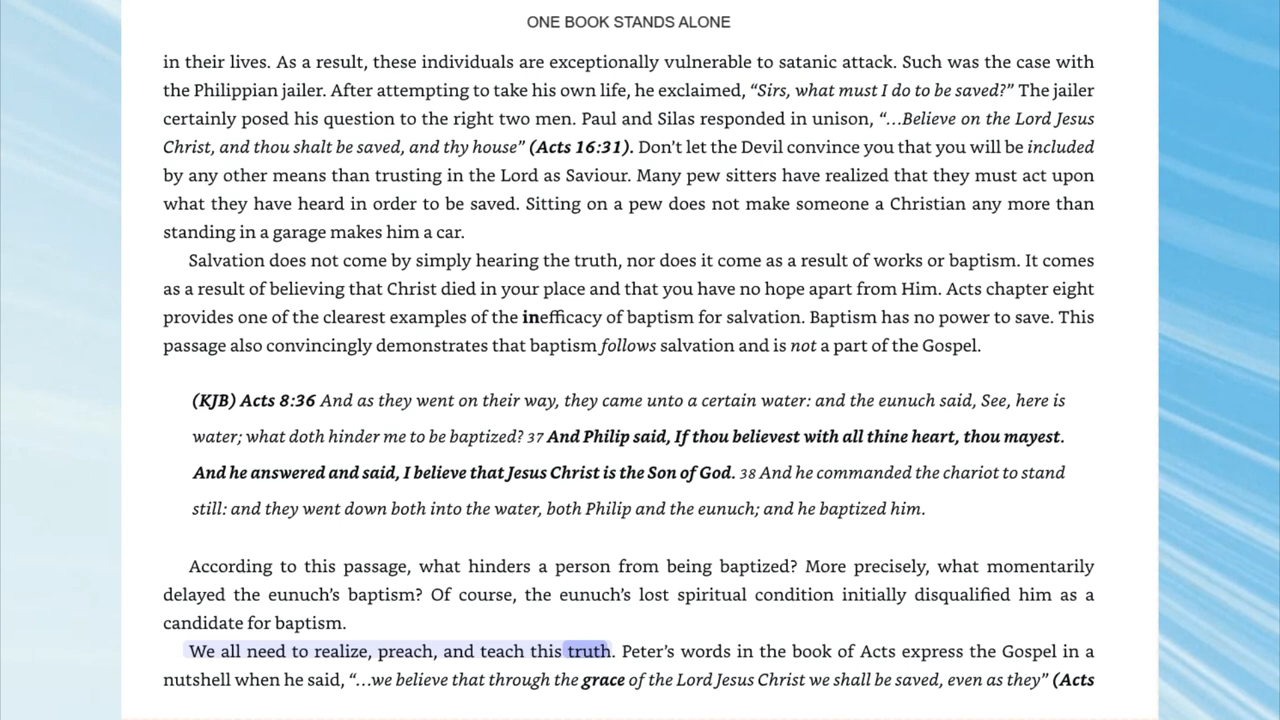 ONE BOOK STANDS ALONE
in their lives. As a result, these individuals are exceptionally vulnerable to satanic attack. Such was the case with
the Philippian jailer. After attempting to take his own life, he exclaimed, “Sirs, what must I do to be saved?” The jailer
certainly posed his question to the right two men. Paul and Silas responded in unison, “…Believe on the Lord Jesus
Christ, and thou shalt be saved, and thy house” (Acts 16:31). Don’t let the Devil convince you that you will be included
by any other means than trusting in the Lord as Saviour. Many pew sitters have realized that they must act upon
what they have heard in order to be saved. Sitting on a pew does not make someone a Christian any more than
standing in a garage makes him a car.
Salvation does not come by simply hearing the truth, nor does it come as a result of works or baptism. It comes
as a result of believing that Christ died in your place and that you have no hope apart from Him. Acts chapter eight
provides one of the clearest examples of the inefficacy of baptism for salvation. Baptism has no power to save. This
passage also convincingly demonstrates that baptism follows salvation and is not a part of the Gospel.
(KJB) Acts 8:36 And as they went on their way, they came unto a certain water: and the eunuch said, See, here is
water; what doth hinder me to be baptized? 37 And Philip said, If thou believest with all thine heart, thou mayest.
And he answered and said, I believe that Jesus Christ is the Son of God. 38 And he commanded the chariot to stand
still: and they went down both into the water, both Philip and the eunuch; and he baptized him.
According to this passage, what hinders a person from being baptized? More precisely, what momentarily
delayed the eunuch’s baptism? Of course, the eunuch’s lost spiritual condition initially disqualified him as a
candidate for baptism.
We all need to realize, preach, and teach this truth. Peter’s words in the book of Acts express the Gospel in a
nutshell when he said, “…we believe that through the grace of the Lord Jesus Christ we shall be saved, even as they” (Acts